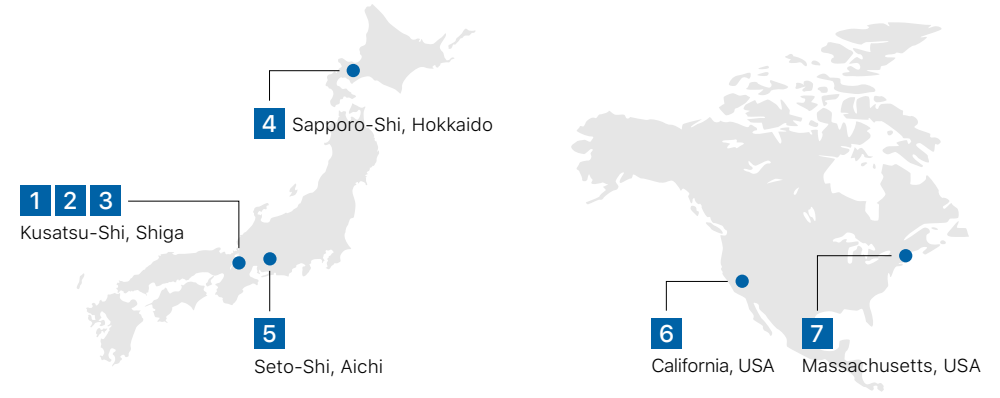 4 Sapporo-Shi, Hokkaido
1 2 3
Kusatsu-Shi, Shiga
5
Seto-Shi, Aichi
6
California, USA
7
Massachusetts, USA